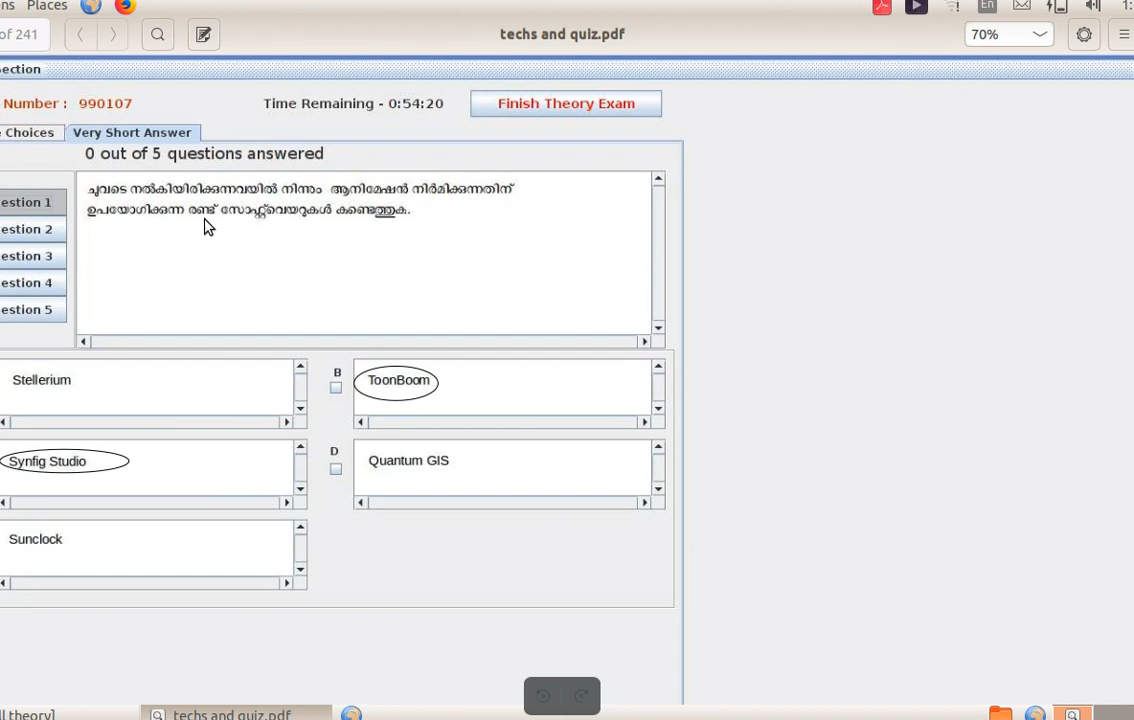 ns Places En 1:
of 241 techs and quiz.pdf 70%
ection
Number : 990107 Time Remaining - 0:54:20 Finish Theory Exam
Choices Very Short Answer
0 out of 5 questions answered
ചുവടെ നൽകിയിരിക്കുന്നവയിൽ നിന്നും ആനിമേഷൻ നിർമിക്കുന്നതിന്
ഉപയോഗിക്കുന്ന രണ്ട് സോഫ്റ്റ്‌വെയറുകൾ കണ്ടെത്തുക.
estion 1
estion 2
estion 3
estion 4
estion 5
Stellerium
B
ToonBoom
Synfig Studio
D
Quantum GIS
Sunclock
ll theory] techs and quiz.pdf